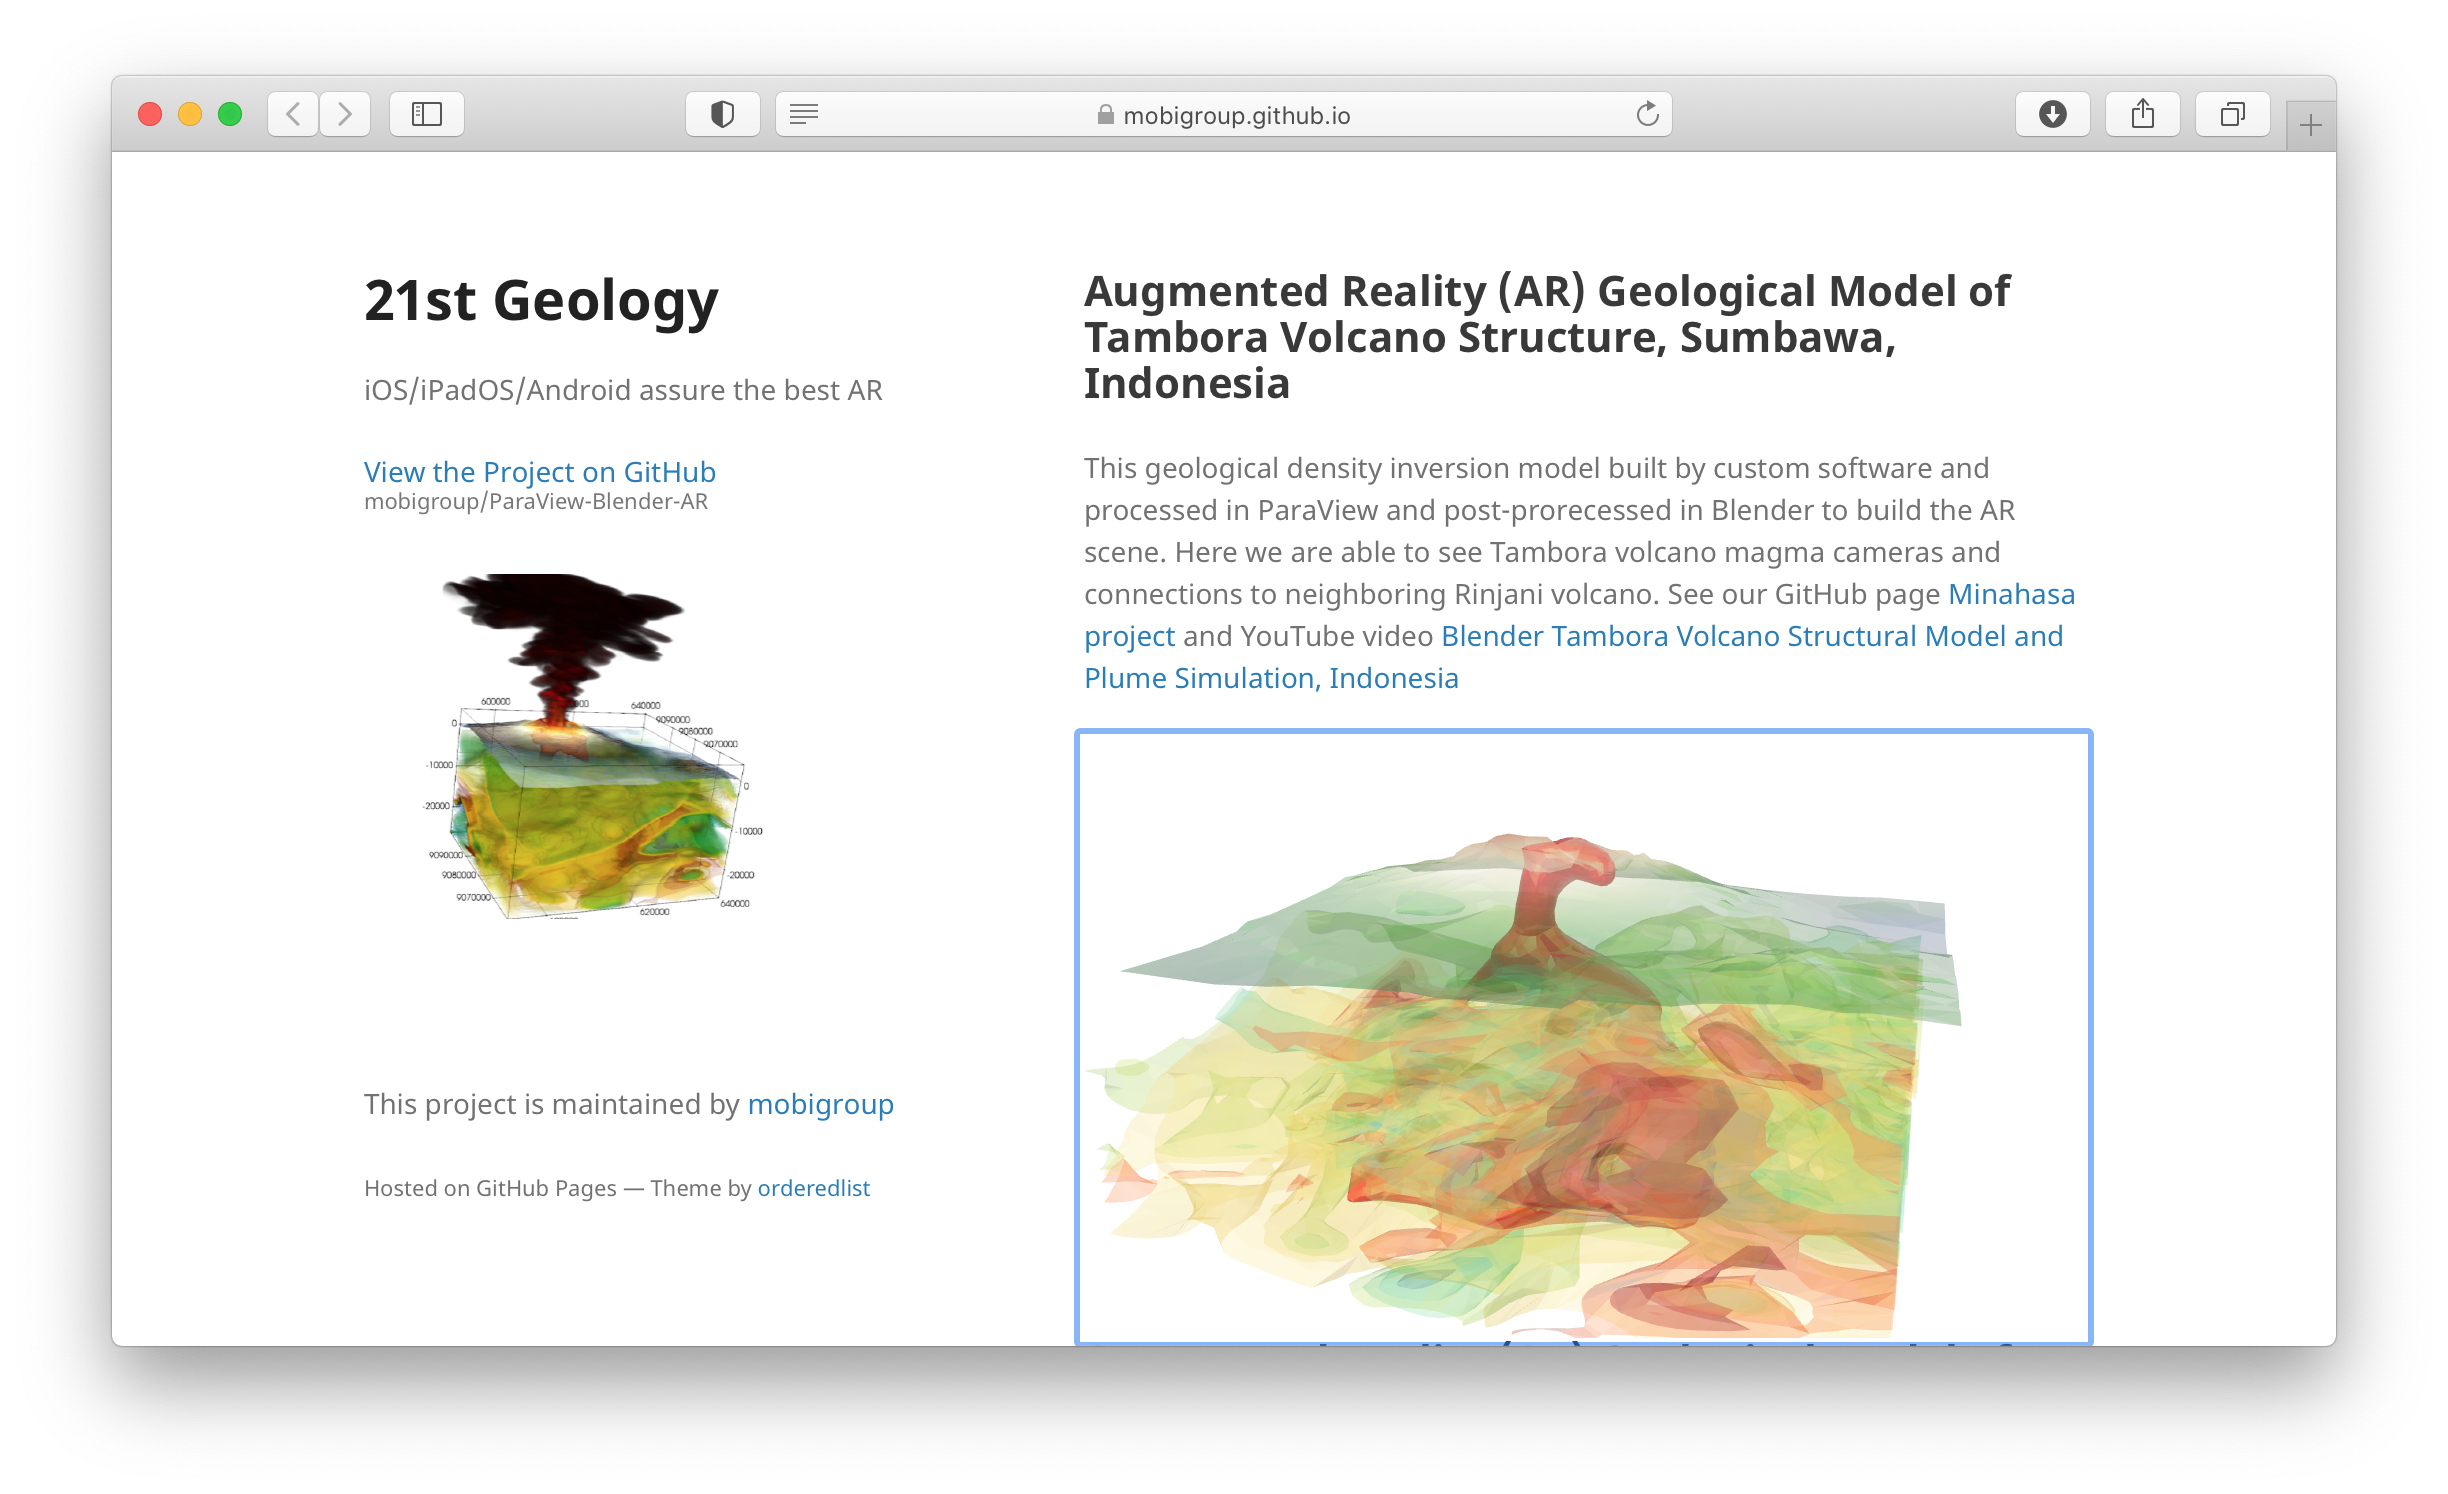 mobigroup.github.io
21st Geology
iOS/iPadOS/Android assure the best AR
View the Project on GitHub
mobigroup/ParaView-Blender-AR
600000
640000
9090000
9080000
9070000
0
-10000
0
-20000
-10000
9090000
9080000
-20000
9070000
640000
620000
This project is maintained by mobigroup
Hosted on GitHub Pages — Theme by orderedlist
Augmented Reality (AR) Geological Model of
Tambora Volcano Structure, Sumbawa,
Indonesia
This geological density inversion model built by custom software and
processed in ParaView and post-prorecessed in Blender to build the AR
scene. Here we are able to see Tambora volcano magma cameras and
connections to neighboring Rinjani volcano. See our GitHub page Minahasa
project and YouTube video Blender Tambora Volcano Structural Model and
Plume Simulation, Indonesia